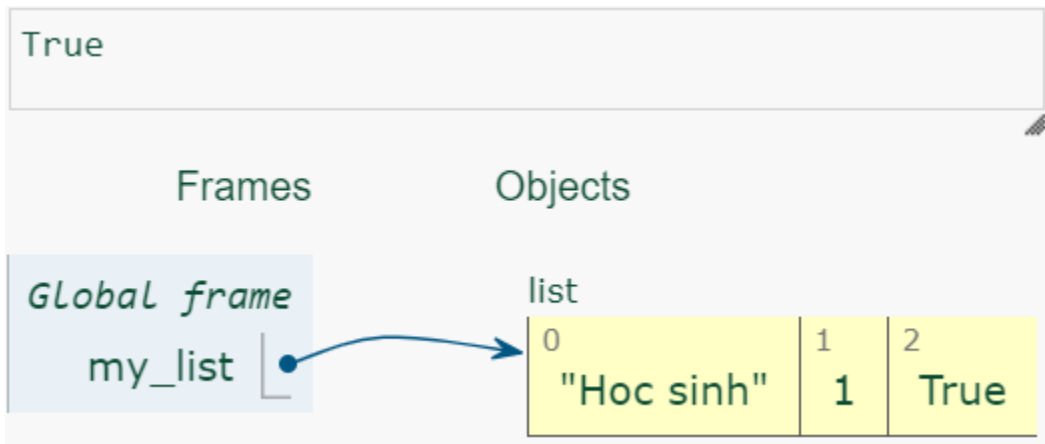 True
Frames Objects
Global frame
my_list
list
0 1 2
"Hoc sinh" 1 True